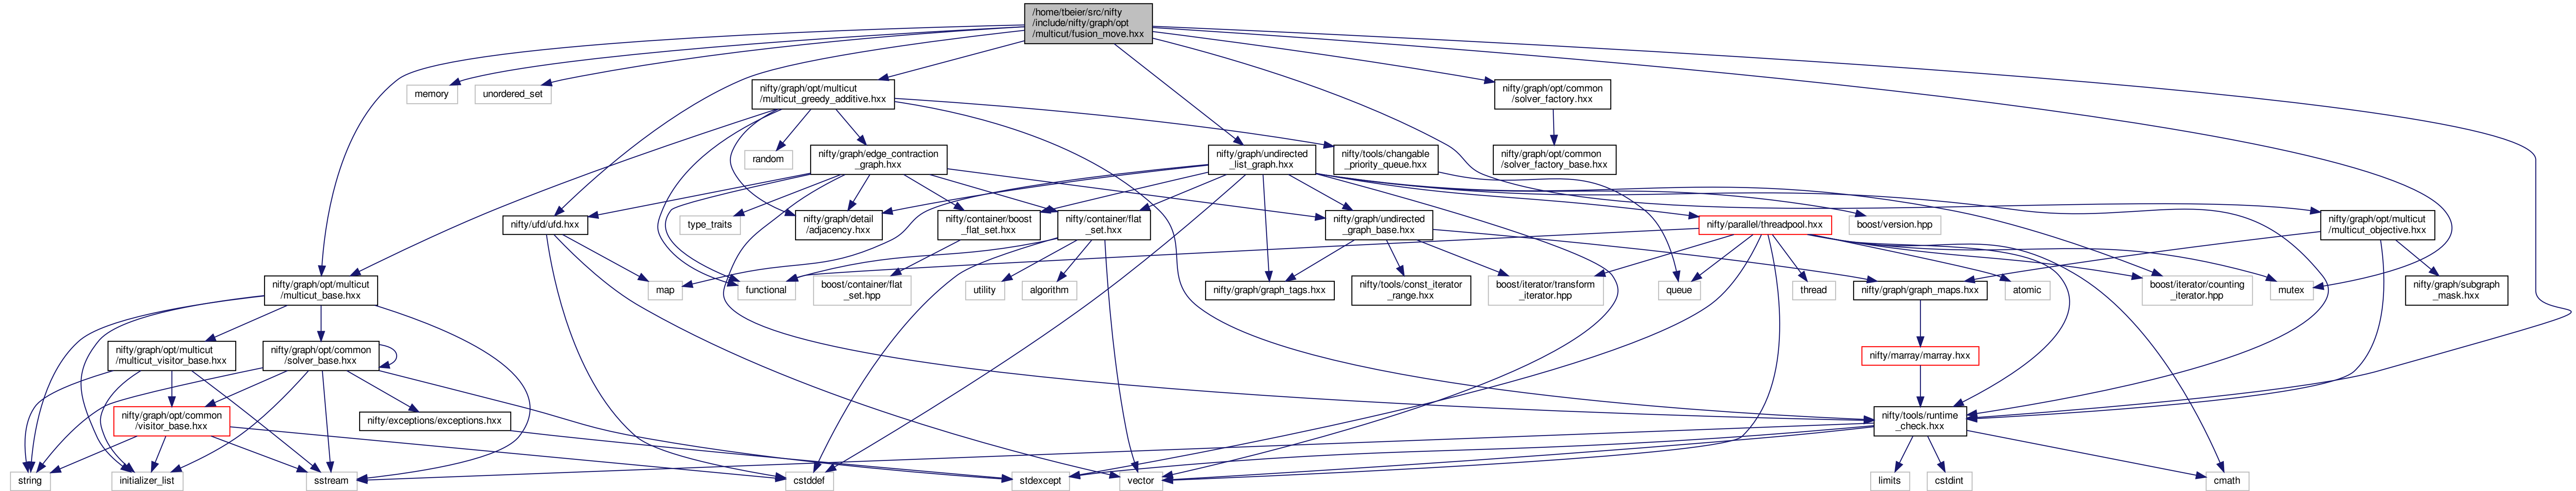 /home/tbeier/src/nifty
/include/nifty/graph/opt
/multicut/fusion_move.hxx
memory
unordered_set
nifty/graph/opt/multicut
/multicut_greedy_additive.hxx
nifty/graph/opt/common
/solver_factory.hxx
random
nifty/graph/edge_contraction
_graph.hxx
nifty/graph/undirected
_list_graph.hxx
nifty/tools/changable
_priority_queue.hxx
nifty/graph/opt/common
/solver_factory_base.hxx
nifty/ufd/ufd.hxx
type_traits
nifty/graph/detail
/adjacency.hxx
nifty/container/boost
_flat_set.hxx
nifty/container/flat
_set.hxx
nifty/graph/undirected
_graph_base.hxx
nifty/parallel/threadpool.hxx
boost/version.hpp
nifty/graph/opt/multicut
/multicut_objective.hxx
nifty/graph/opt/multicut
/multicut_base.hxx
map
functional
boost/container/flat
_set.hpp
utility
algorithm
nifty/graph/graph_tags.hxx
nifty/tools/const_iterator
_range.hxx
boost/iterator/transform
_iterator.hpp
queue
thread
nifty/graph/graph_maps.hxx
atomic
boost/iterator/counting
_iterator.hpp
mutex
nifty/graph/subgraph
_mask.hxx
nifty/graph/opt/multicut
/multicut_visitor_base.hxx
nifty/graph/opt/common
/solver_base.hxx
nifty/marray/marray.hxx
nifty/graph/opt/common
/visitor_base.hxx
nifty/exceptions/exceptions.hxx
nifty/tools/runtime
_check.hxx
string
initializer_list
sstream
cstddef
stdexcept
vector
limits
cstdint
cmath